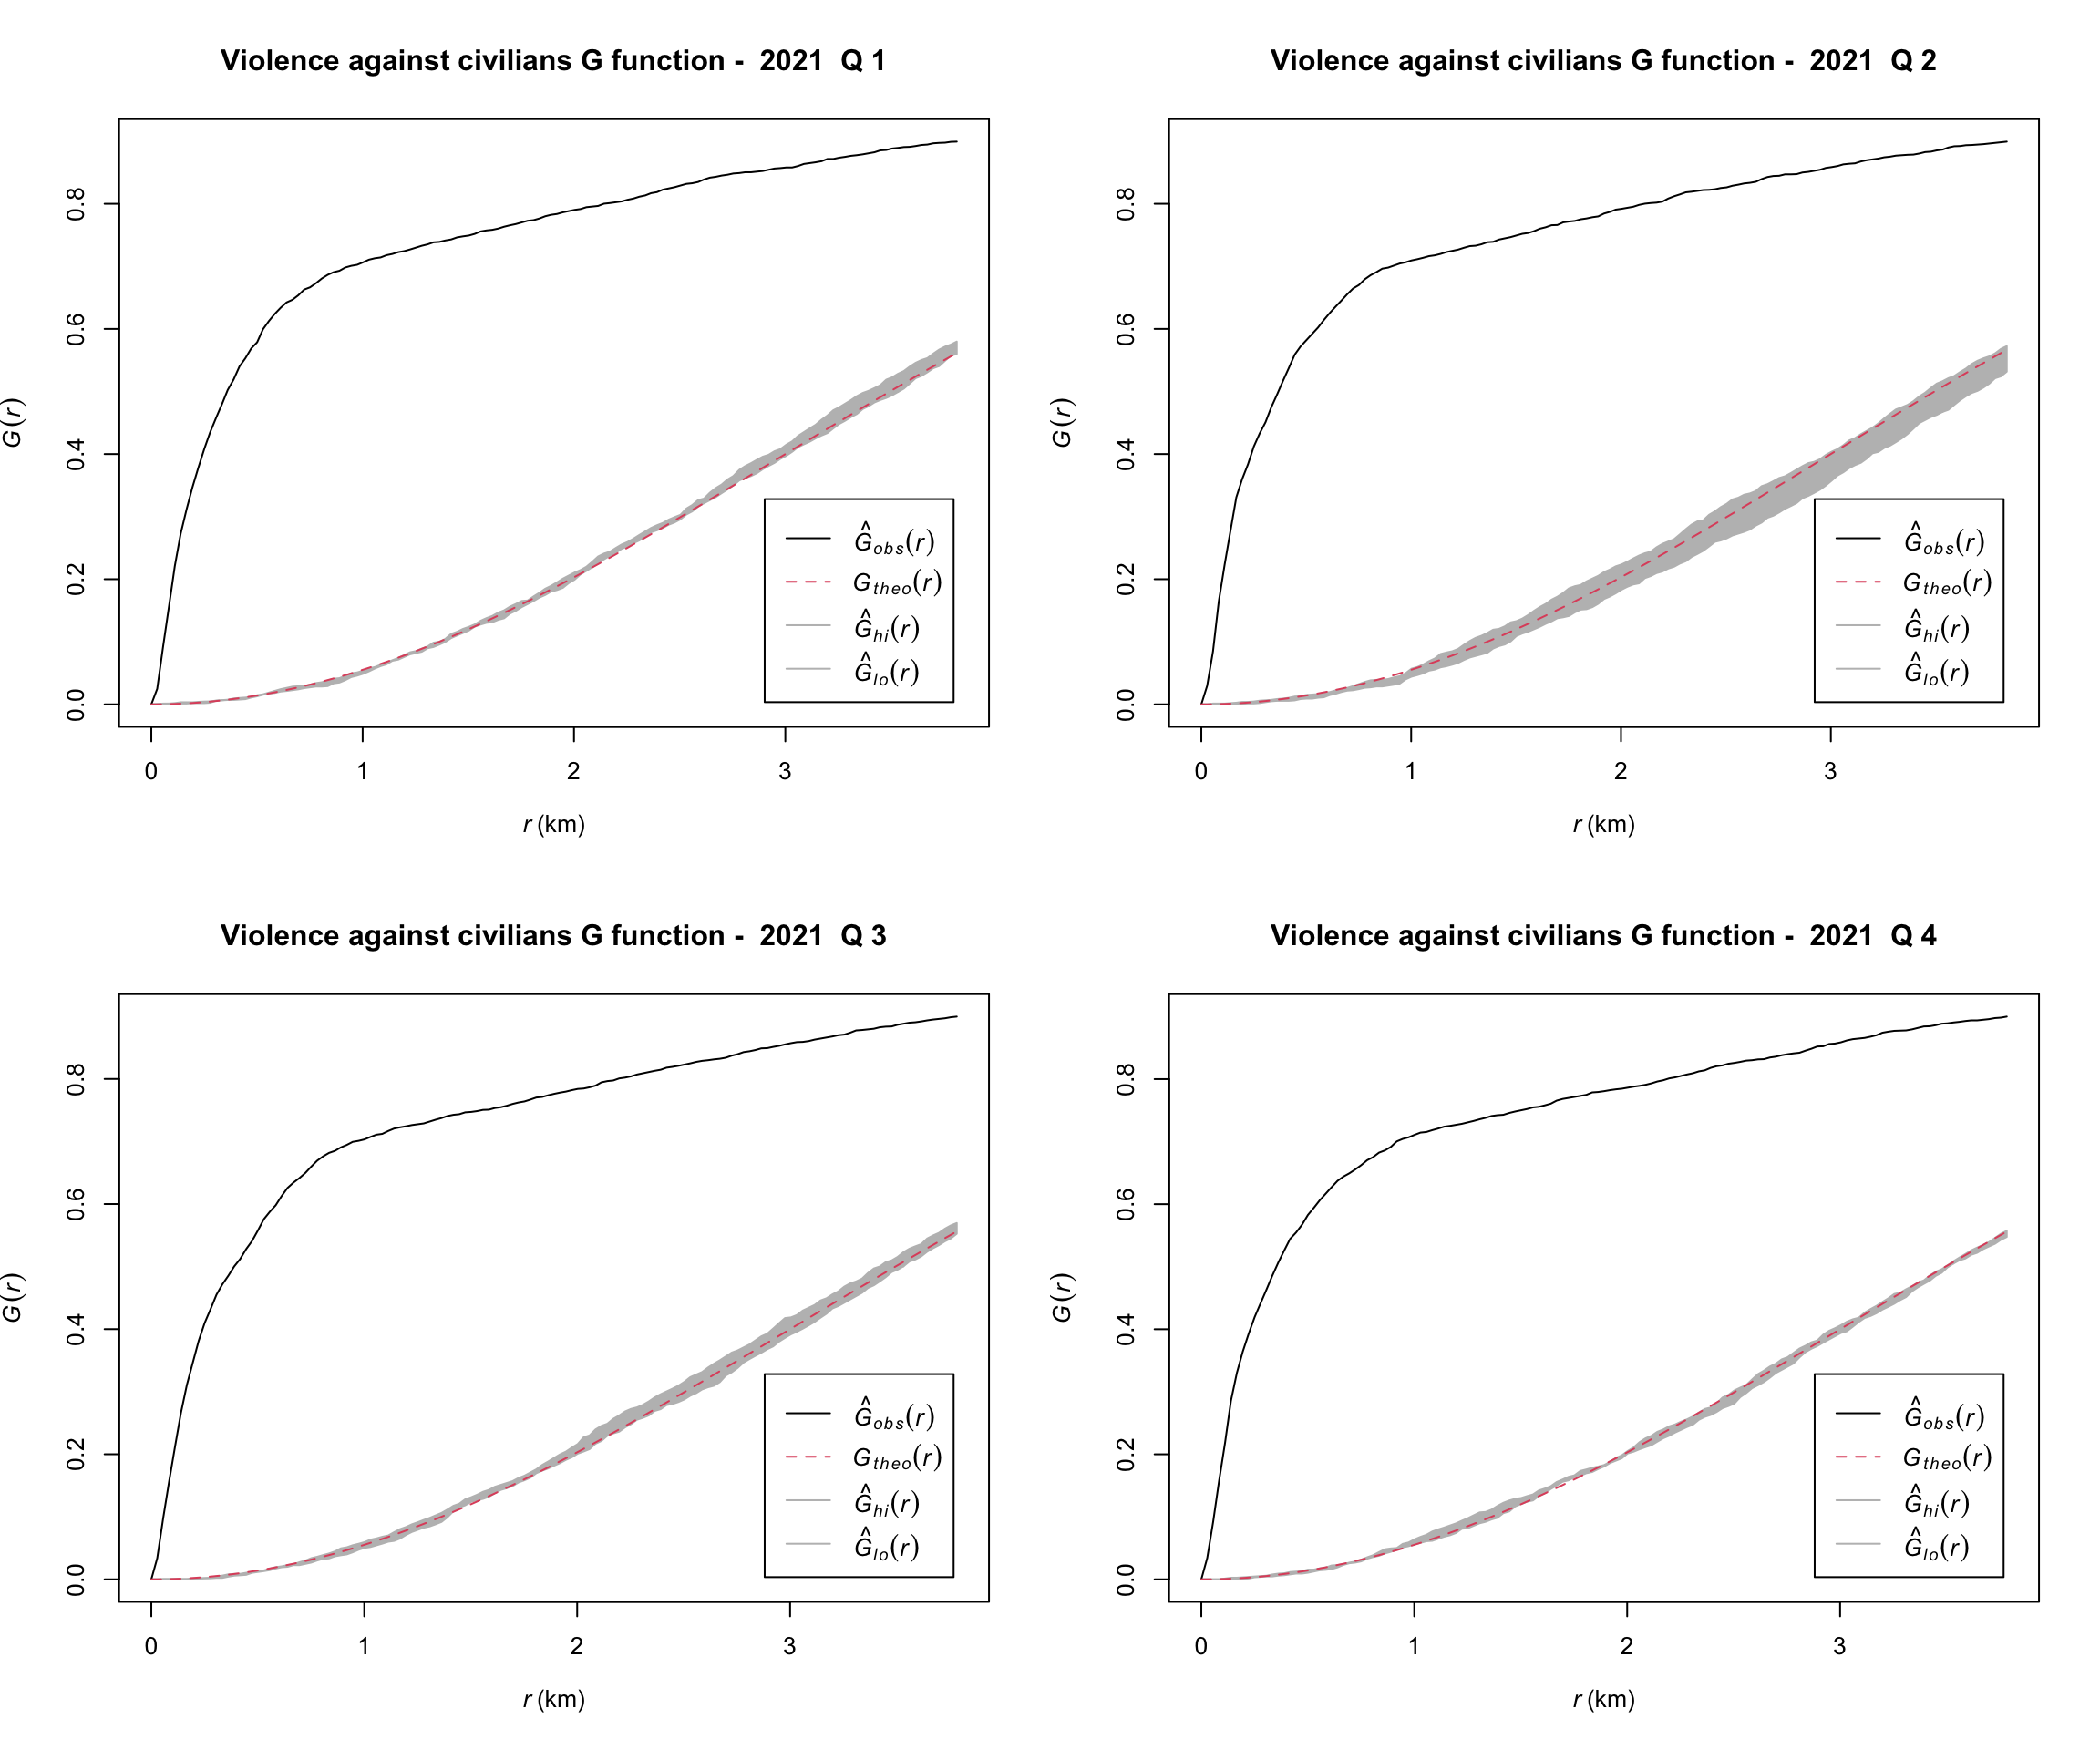 Violence against civilians G function -  2021  Q 1
G(r)
0.0 0.2 0.4 0.6 0.8
Ĝobs(r)
Gtheo(r)
Ĝhi(r)
Ĝlo(r)
0 1 2 3
r (km)
Violence against civilians G function -  2021  Q 2
G(r)
0.0 0.2 0.4 0.6 0.8
Ĝobs(r)
Gtheo(r)
Ĝhi(r)
Ĝlo(r)
0 1 2 3
r (km)
Violence against civilians G function -  2021  Q 3
G(r)
0.0 0.2 0.4 0.6 0.8
Ĝobs(r)
Gtheo(r)
Ĝhi(r)
Ĝlo(r)
0 1 2 3
r (km)
Violence against civilians G function -  2021  Q 4
G(r)
0.0 0.2 0.4 0.6 0.8
Ĝobs(r)
Gtheo(r)
Ĝhi(r)
Ĝlo(r)
0 1 2 3
r (km)